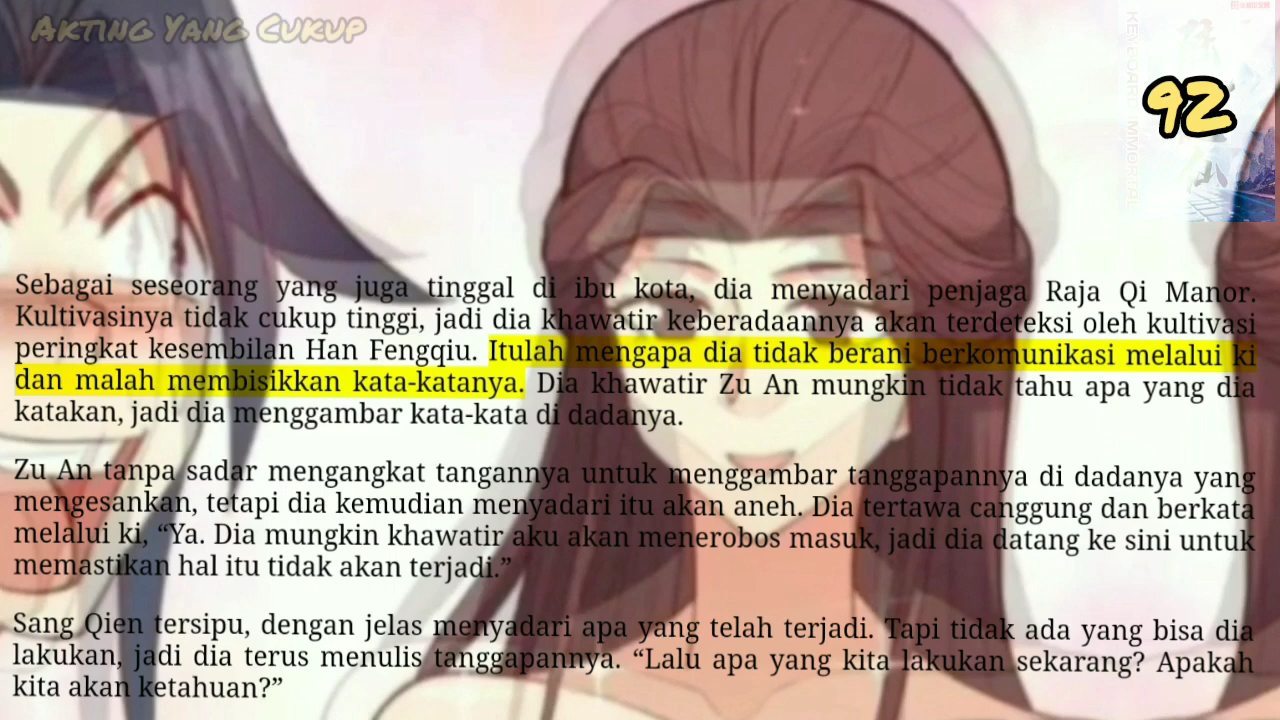 Akting Yang Cukup
92
Sebagai seseorang yang juga tinggal di ibu kota, dia menyadari penjaga Raja Qi Manor.
Kultivasinya tidak cukup tinggi, jadi dia khawatir keberadaannya akan terdeteksi oleh kultivasi
peringkat kesembilan Han Fengqiu. Itulah mengapa dia tidak berani berkomunikasi melalui ki
dan malah membisikkan kata-katanya. Dia khawatir Zu An mungkin tidak tahu apa yang dia
katakan, jadi dia menggambar kata-kata di dadanya.
Zu An tanpa sadar mengangkat tangannya untuk menggambar tanggapannya di dadanya yang
mengesankan, tetapi dia kemudian menyadari itu akan aneh. Dia tertawa canggung dan berkata
melalui ki, “Ya. Dia mungkin khawatir aku akan menerobos masuk, jadi dia datang ke sini untuk
memastikan hal itu tidak akan terjadi.”
Sang Qien tersipu, dengan jelas menyadari apa yang telah terjadi. Tapi tidak ada yang bisa dia
lakukan, jadi dia terus menulis tanggapannya. “Lalu apa yang kita lakukan sekarang? Apakah
kita akan ketahuan?”